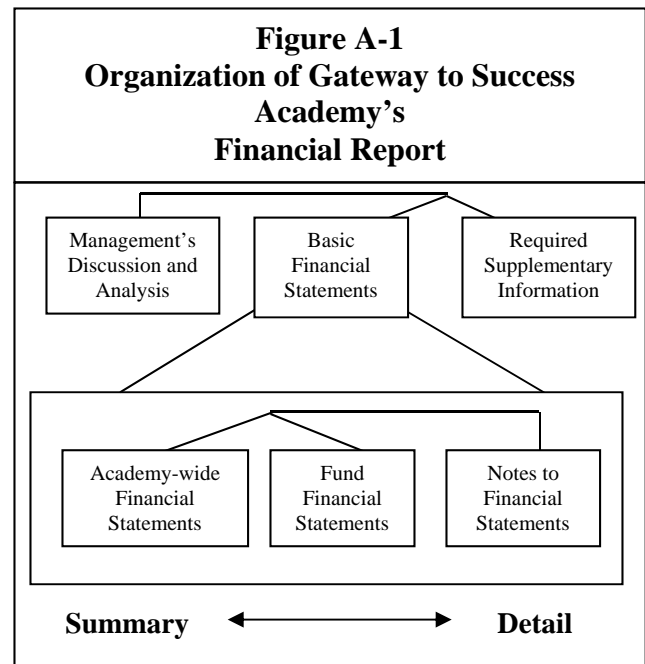 Figure A-1
Organization of Gateway to Success
Academy’s
Financial Report
Management’s
Discussion and
Analysis
Basic
Financial
Statements
Required
Supplementary
Information
Academy-wide
Financial
Statements
Fund
Financial
Statements
Notes to
Financial
Statements
Summary Detail